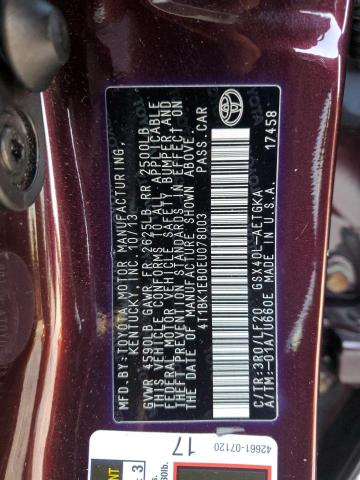 MFD. BY:TOYOTA MOTOR MANUFACTURING,
KENTUCKY, INC. 10/13
GVWR 4590LB GAWR FR 2625LB RR 2500LB
THIS VEHICLE CONFORMS TO ALL APPLICABLE
FEDERAL MOTOR VEHICLE SAFETY, BUMPER, AND
THEFT PREVENTION STANDARDS IN EFFECT ON
THE DATE OF MANUFACTURE SHOWN ABOVE.
4T1BK1EB0EU078003 PASS.CAR
C/TR:3R0/LF20 GSX40L-AETGKA
A/TM:-01A/U660E U.S.A. 17458
TOYOTA
42661-07120
17